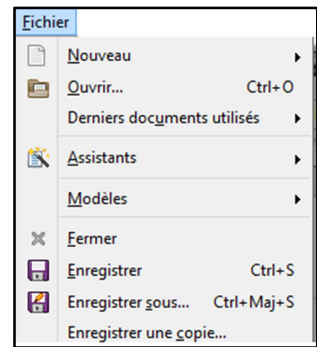 Fichier
Nouveau
Ouvrir... Ctrl+O
Derniers documents utilisés
Assistants
Modèles
Fermer
Enregistrer Ctrl+S
Enregistrer sous... Ctrl+Maj+S
Enregistrer une copie...